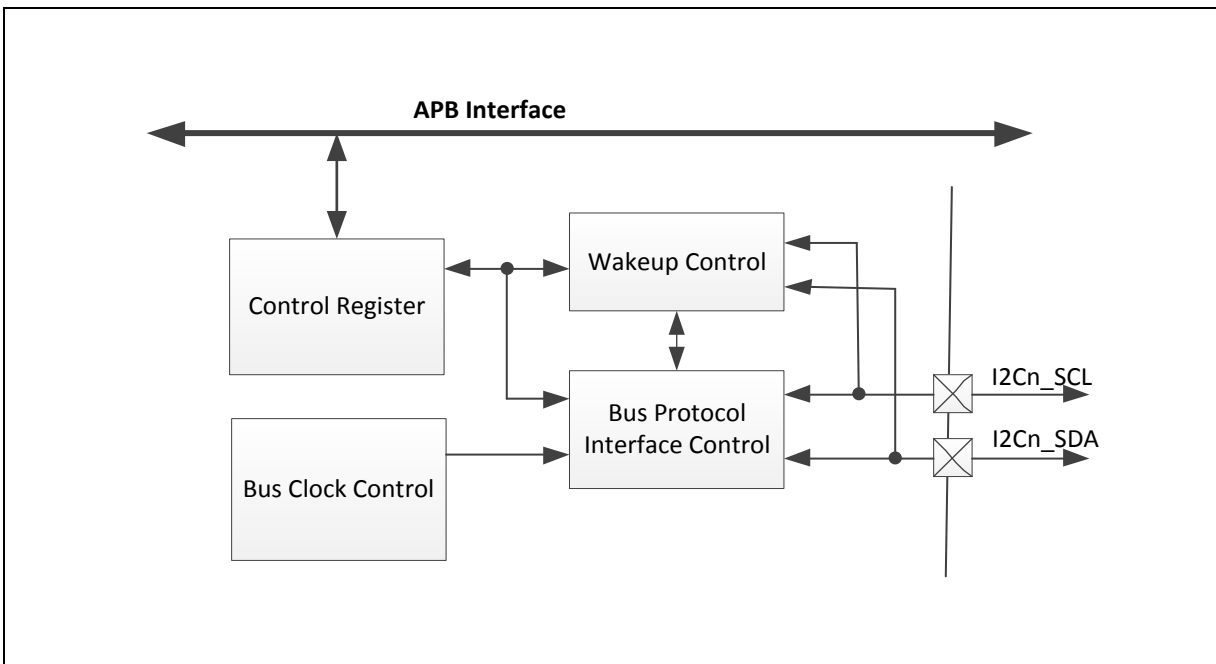 APB Interface
Wakeup Control
Control Register
I2Cn_SCL
Bus Protocol
Interface Control
I2Cn_SDA
Bus Clock Control